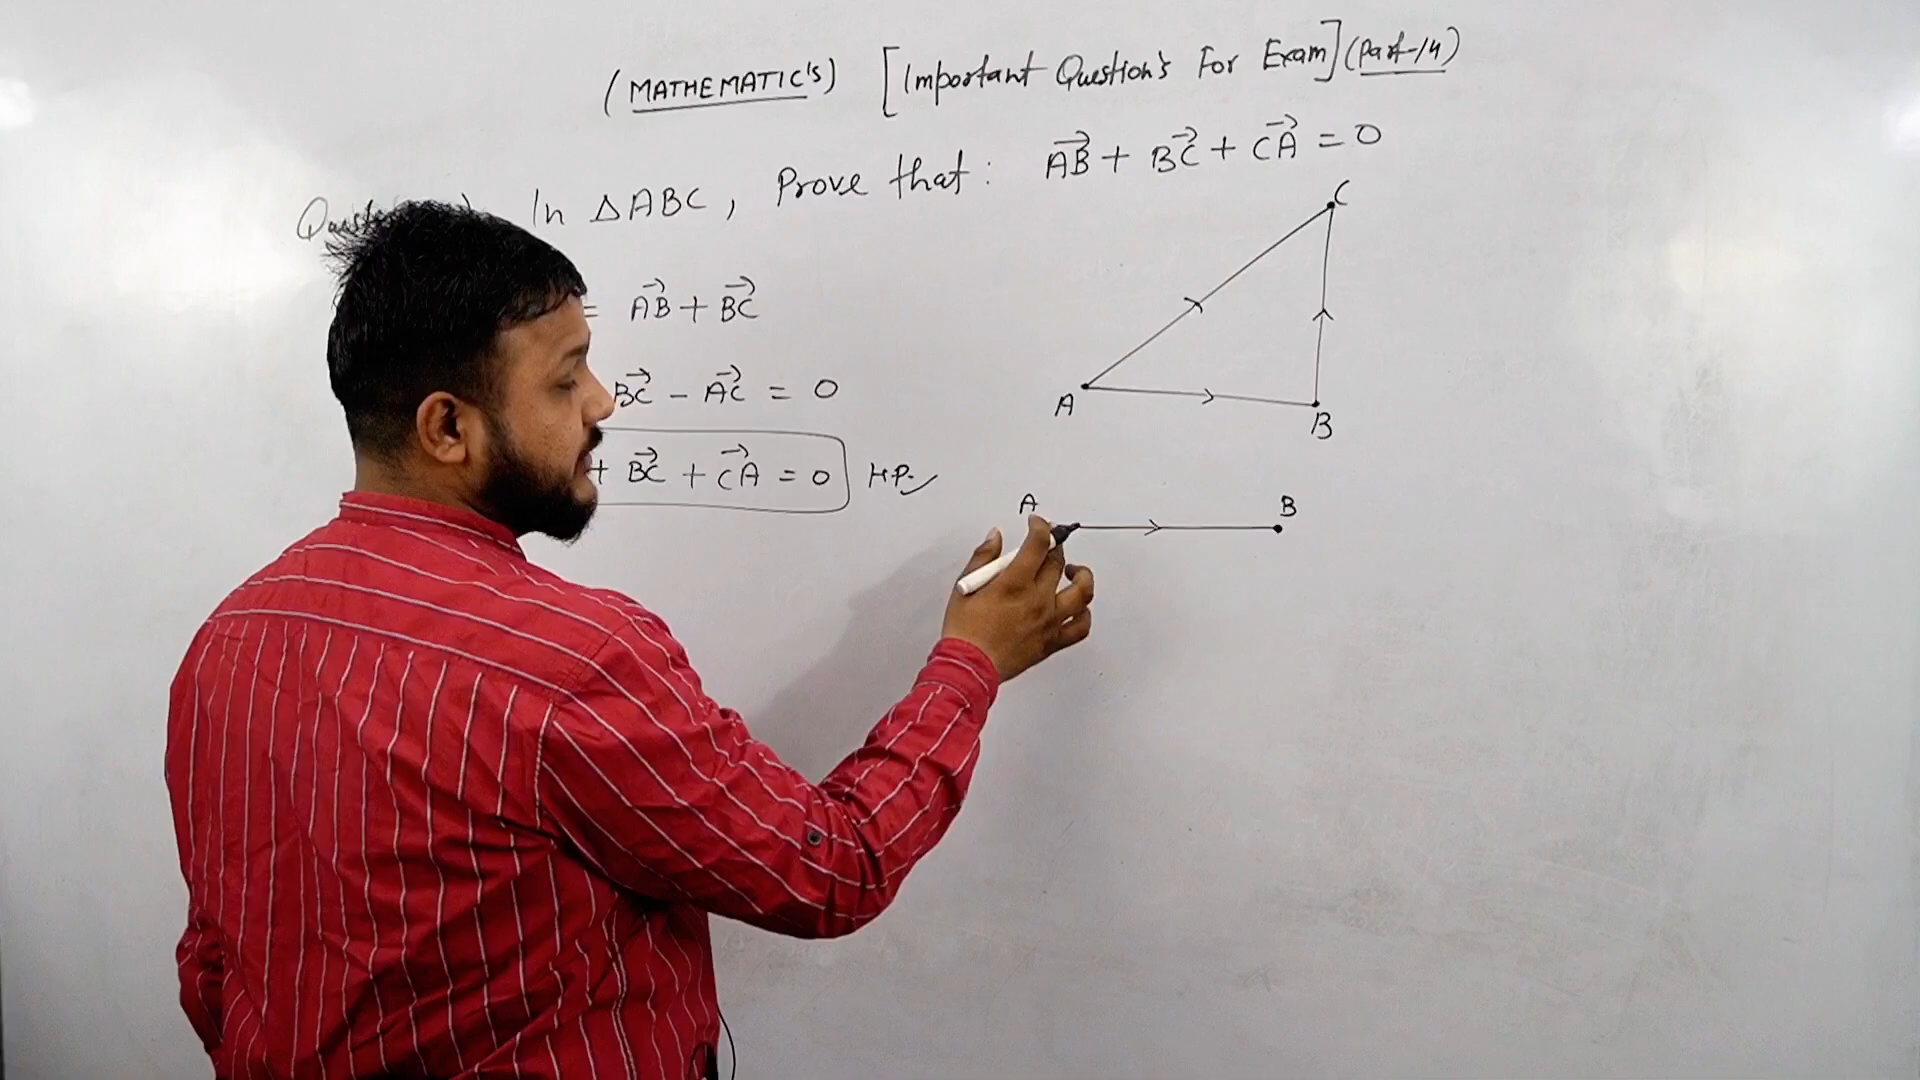 (MATHEMATIC's) [Important Question's For Exam] (Part-14)
In △ABC, Prove that: AB⃗ + BC⃗ + CA⃗ = 0
= AB⃗ + BC⃗
BC⃗ - AC⃗ = 0
+ BC⃗ + CA⃗ = 0 H.P.
C
A
B
A
B